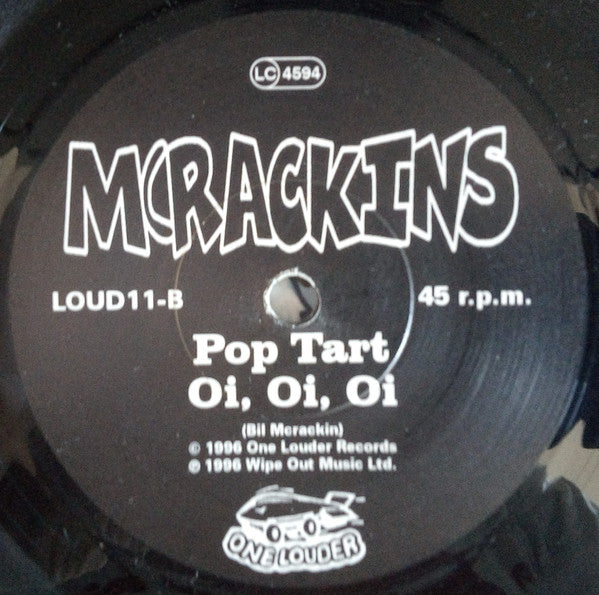 LC 4594
MCRACKINS
LOUD11-B
45 r.p.m.
Pop Tart
Oi, Oi, Oi
(Bil Mcrackin)
© 1996 One Louder Records
℗ 1996 Wipe Out Music Ltd.
ONE LOUDER